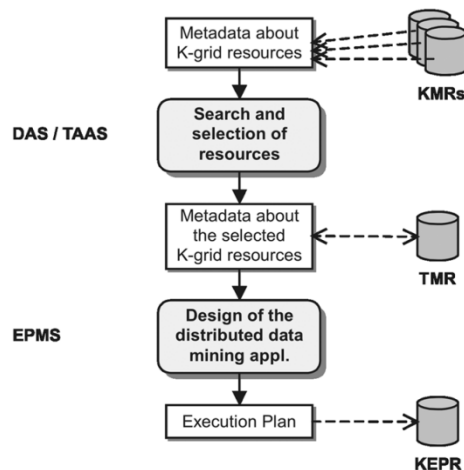 Metadata about
K-grid resources
KMRs
DAS / TAAS
Search and
selection of
resources
Metadata about
the selected
K-grid resources
TMR
EPMS
Design of the
distributed data
mining appl.
Execution Plan
KEPR